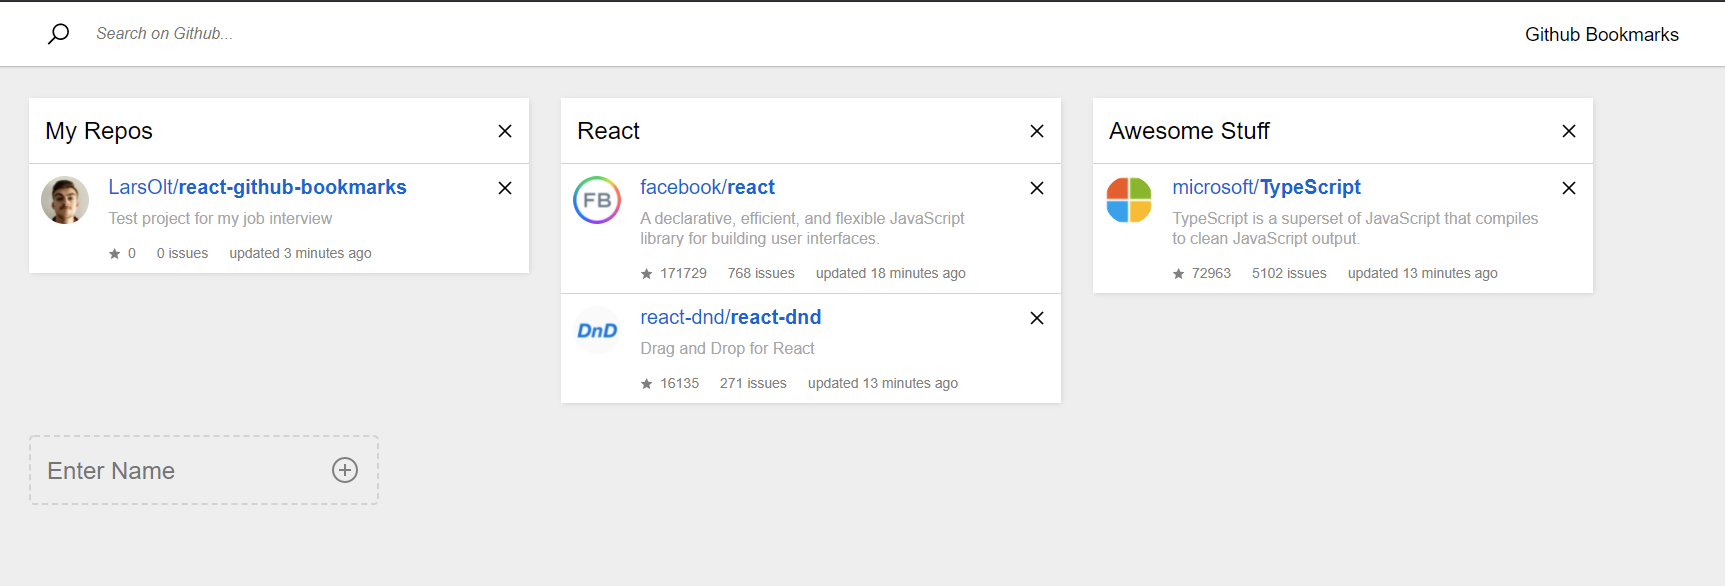 Search on Github...
Github Bookmarks
My Repos
LarsOlt/react-github-bookmarks
Test project for my job interview
0 0 issues updated 3 minutes ago
React
FB
facebook/react
A declarative, efficient, and flexible JavaScript
library for building user interfaces.
171729 768 issues updated 18 minutes ago
DnD
react-dnd/react-dnd
Drag and Drop for React
16135 271 issues updated 13 minutes ago
Awesome Stuff
microsoft/TypeScript
TypeScript is a superset of JavaScript that compiles
to clean JavaScript output.
72963 5102 issues updated 13 minutes ago
Enter Name